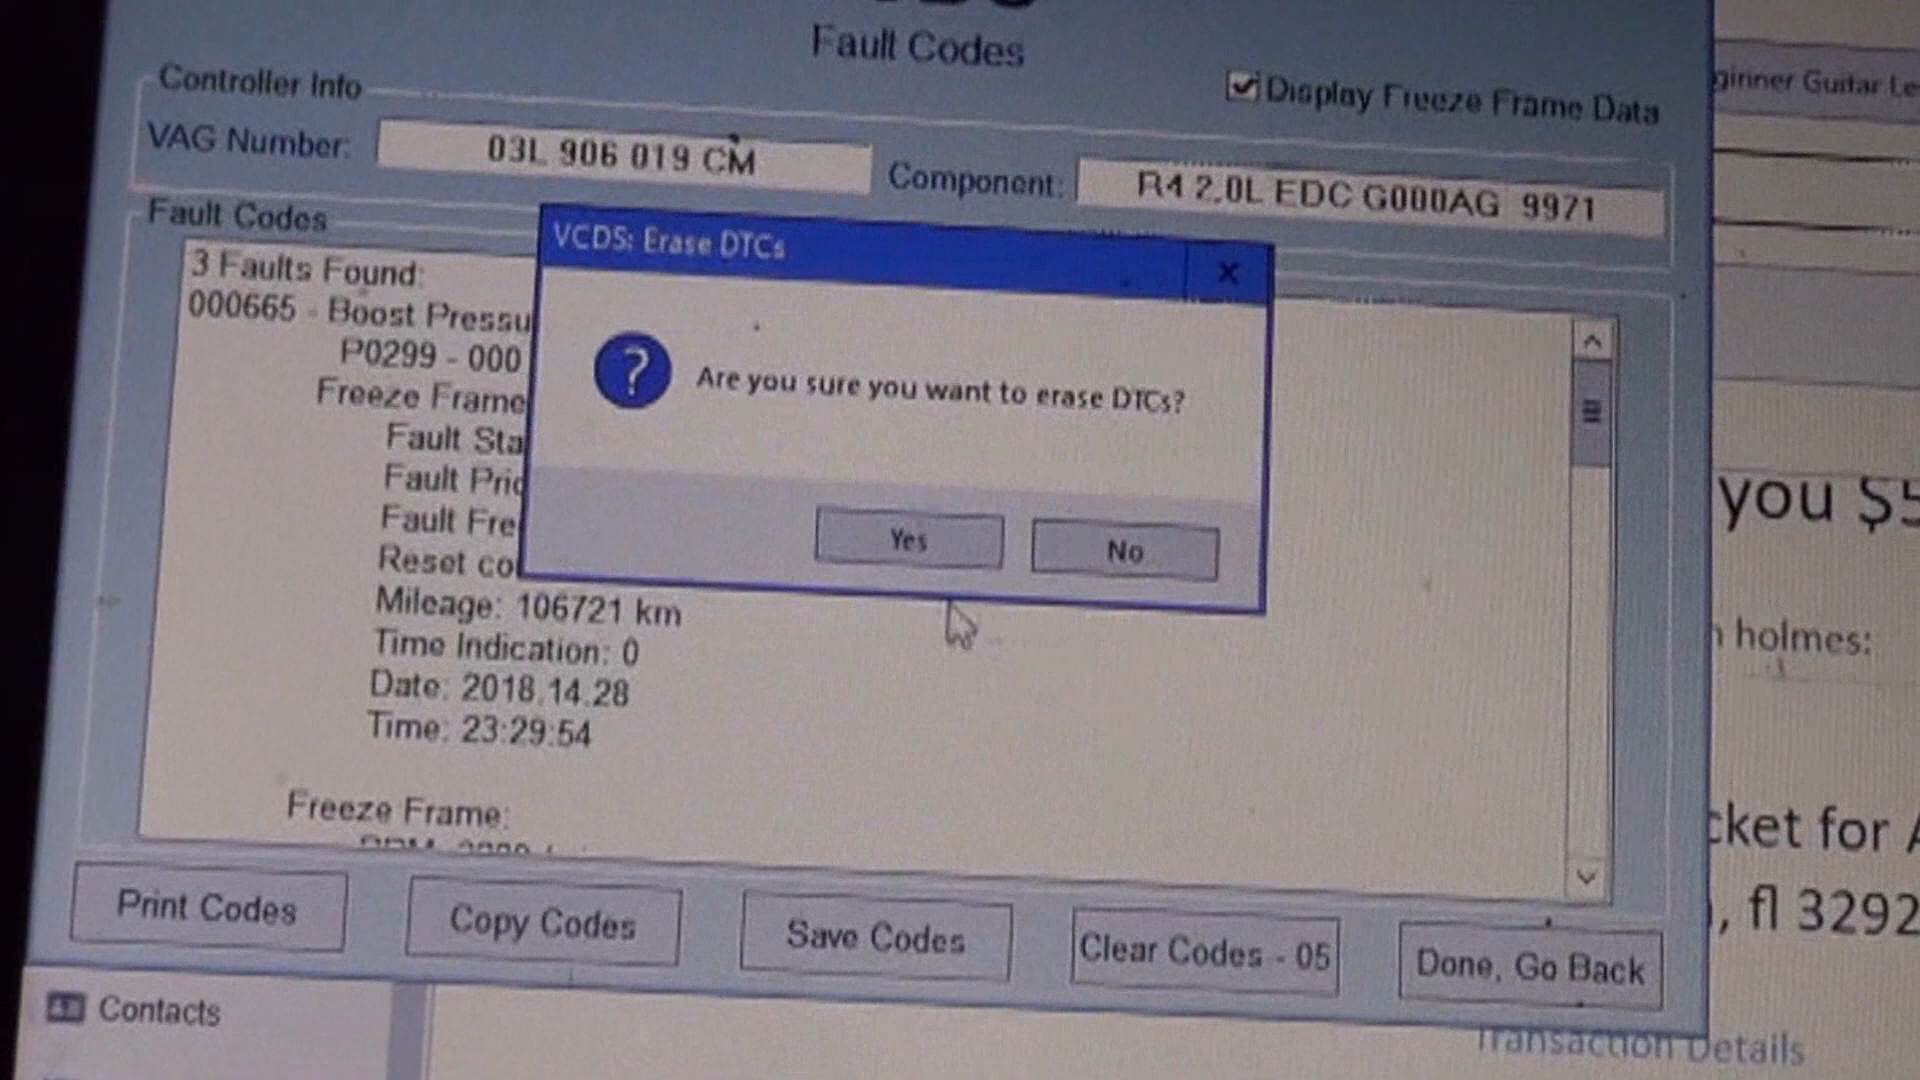 Fault Codes
Controller Info
Display Freeze Frame Data
VAG Number: 03L 906 019 CM Component: R4 2.0L EDC G000AG 9971
Fault Codes
3 Faults Found:
000665 - Boost Pressu
P0299 - 000
Freeze Frame
Fault Sta
Fault Prio
Fault Fre
Reset co
Mileage: 106721 km
Time Indication: 0
Date: 2018.14.28
Time: 23:29:54
Freeze Frame:
VCDS: Erase DTCs
Are you sure you want to erase DTCs?
Yes No
Print Codes Copy Codes Save Codes Clear Codes - 05 Done, Go Back
Contacts
ginner Guitar Le
you $5
holmes:
cket for A
, fl 3292
Transaction Details